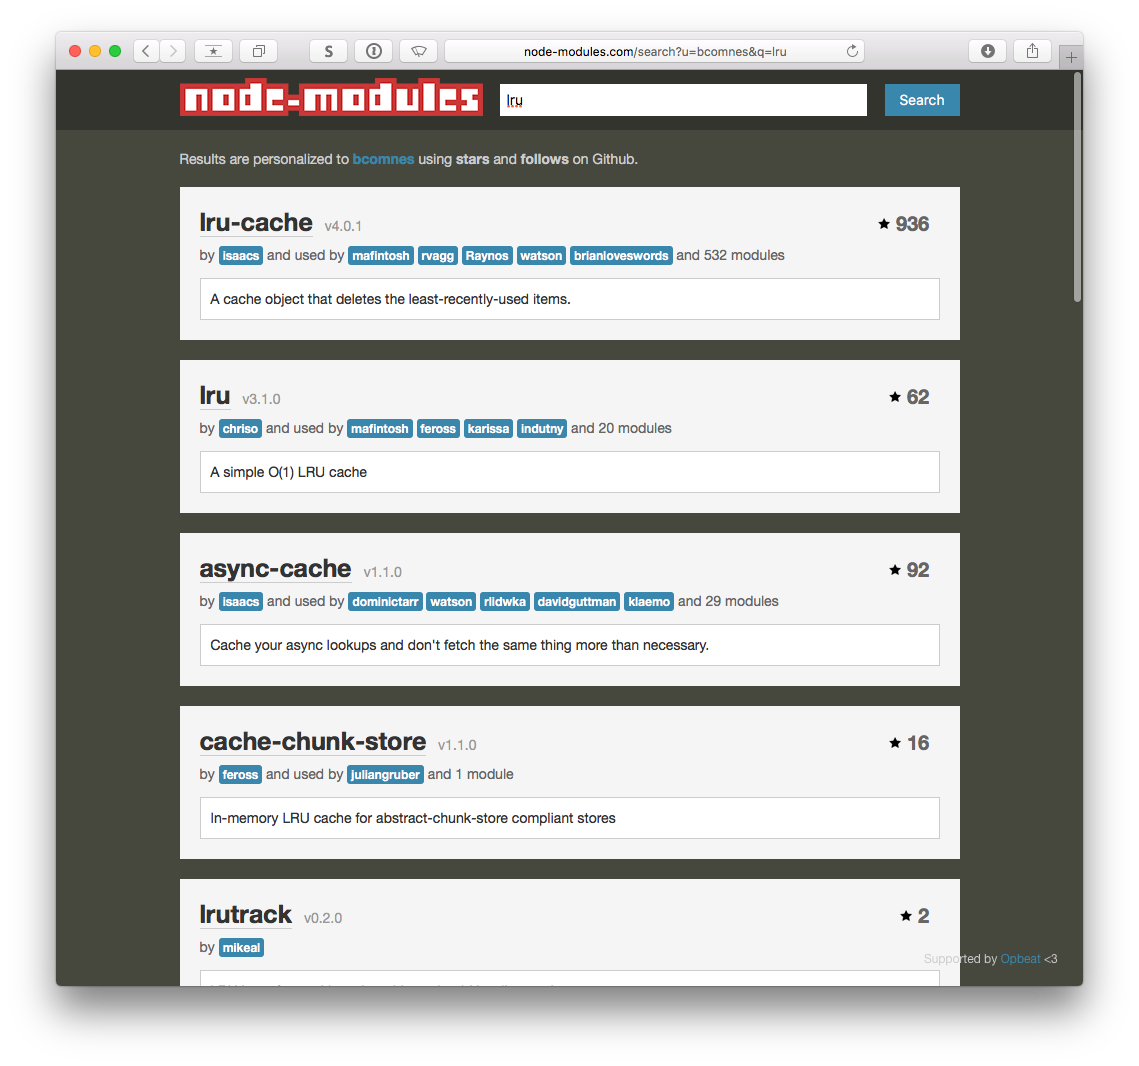 S
node-modules.com/search?u=bcomnes&q=lru
node-modules
lru
Search
Results are personalized to bcomnes using stars and follows on Github.
lru-cache v4.0.1 ★ 936
by isaacs and used by mafintosh rvagg Raynos watson brianloveswords and 532 modules
A cache object that deletes the least-recently-used items.
lru v3.1.0 ★ 62
by chriso and used by mafintosh feross karissa indutny and 20 modules
A simple O(1) LRU cache
async-cache v1.1.0 ★ 92
by isaacs and used by dominictarr watson rlidwka davidguttman klaemo and 29 modules
Cache your async lookups and don't fetch the same thing more than necessary.
cache-chunk-store v1.1.0 ★ 16
by feross and used by juliangruber and 1 module
In-memory LRU cache for abstract-chunk-store compliant stores
lrutrack v0.2.0 ★ 2
by mikeal
Supported by Opbeat <3